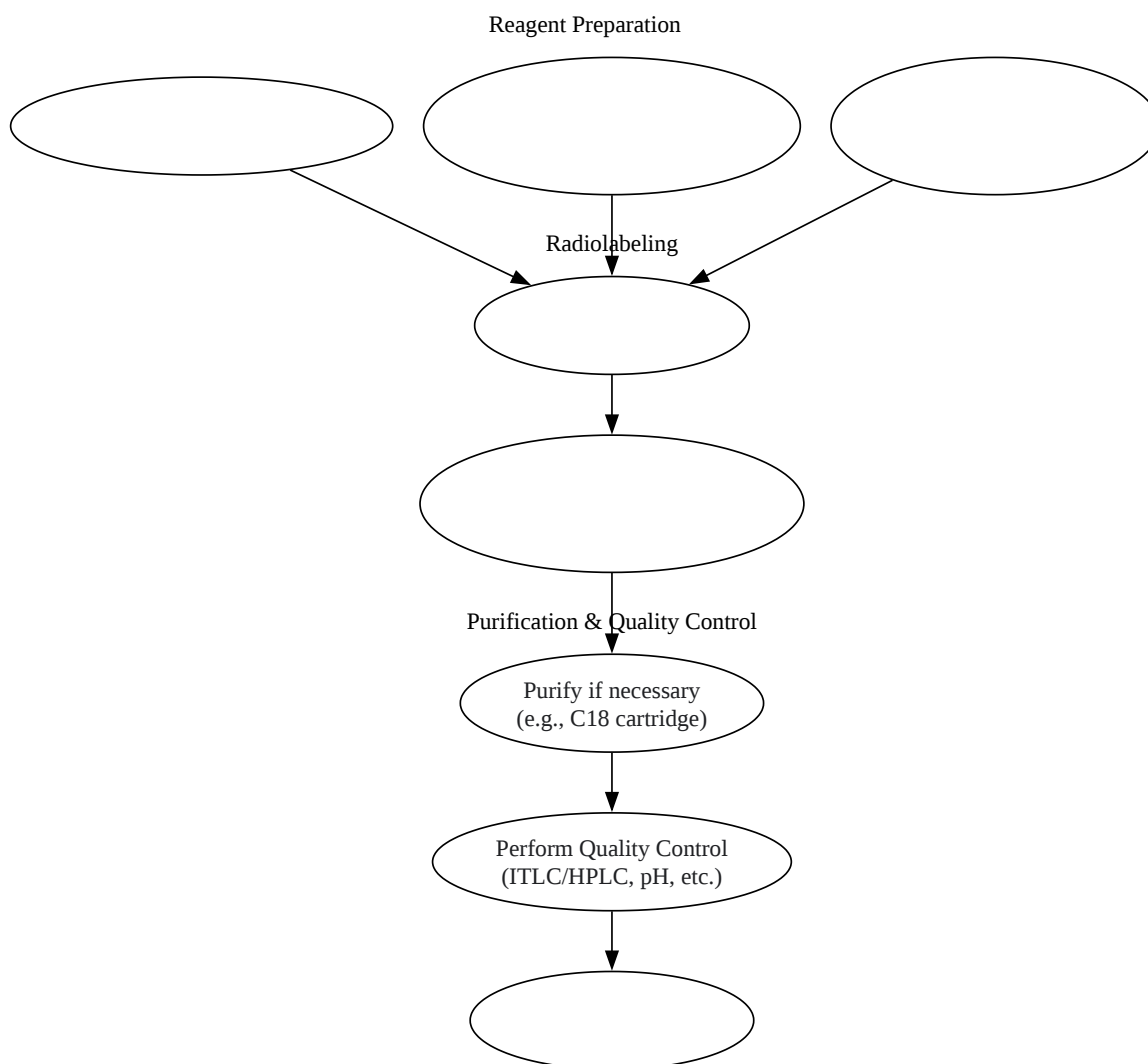 Reagent Preparation
Radiolabeling
Purification & Quality Control
Purify if necessary
(e.g., C18 cartridge)
Perform Quality Control
(ITLC/HPLC, pH, etc.)